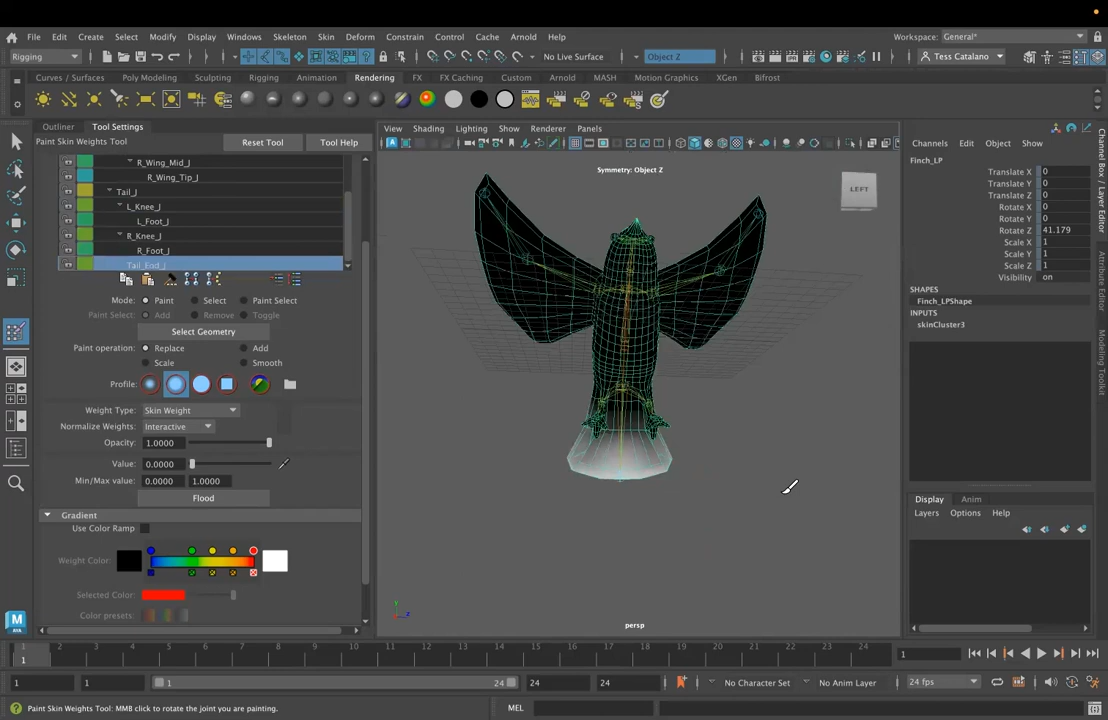 File Edit Create Select Modify Display Windows Skeleton Skin Deform Constrain Control Cache Arnold Workspace: General*
Rigging No Live Surface Object Z Tess Catalano
Curves / Surfaces Poly Modeling Sculpting Rigging Animation Rendering FX FX Caching Custom Arnold MASH Motion Graphics XGen Bifrost
Outliner Tool Settings
Paint Skin Weights Tool Reset Tool Tool Help
R_Wing_Mid_J
R_Wing_Tip_J
Tail_J
L_Knee_J
L_Foot_J
R_Knee_J
R_Foot_J
Tail_End_J
Mode: Paint Select Paint Select
Paint Select: Add Remove Toggle
Select Geometry
Paint operation: Replace Add
Scale Smooth
Profile:
Weight Type: Skin Weight
Normalize Weights: Interactive
Opacity: 1.0000
Value: 0.0000
Min/Max value: 0.0000 1.0000
Flood
Gradient
Use Color Ramp
Weight Color:
Selected Color:
Color presets:
View Shading Lighting Show Renderer Panels
Symmetry: Object Z
LEFT
persp
Channels Edit Object Show
Finch_LP
Translate X 0
Translate Y 0
Translate Z 0
Rotate X 0
Rotate Y 0
Rotate Z 41.179
Scale X 1
Scale Y 1
Scale Z 1
Visibility on
SHAPES
Finch_LPShape
INPUTS
skinCluster3
Display Anim
Layers Options Help
Channel Box / Layer Editor
Attribute Editor
Modeling Toolkit
1 2 3 4 5 6 7 8 9 10 11 12 13 14 15 16 17 18 19 20 21 22 23 24
1 1
1 1 1 24 24 24 No Character Set No Anim Layer 24 fps
Paint Skin Weights Tool: MMB click to rotate the joint you are painting. MEL